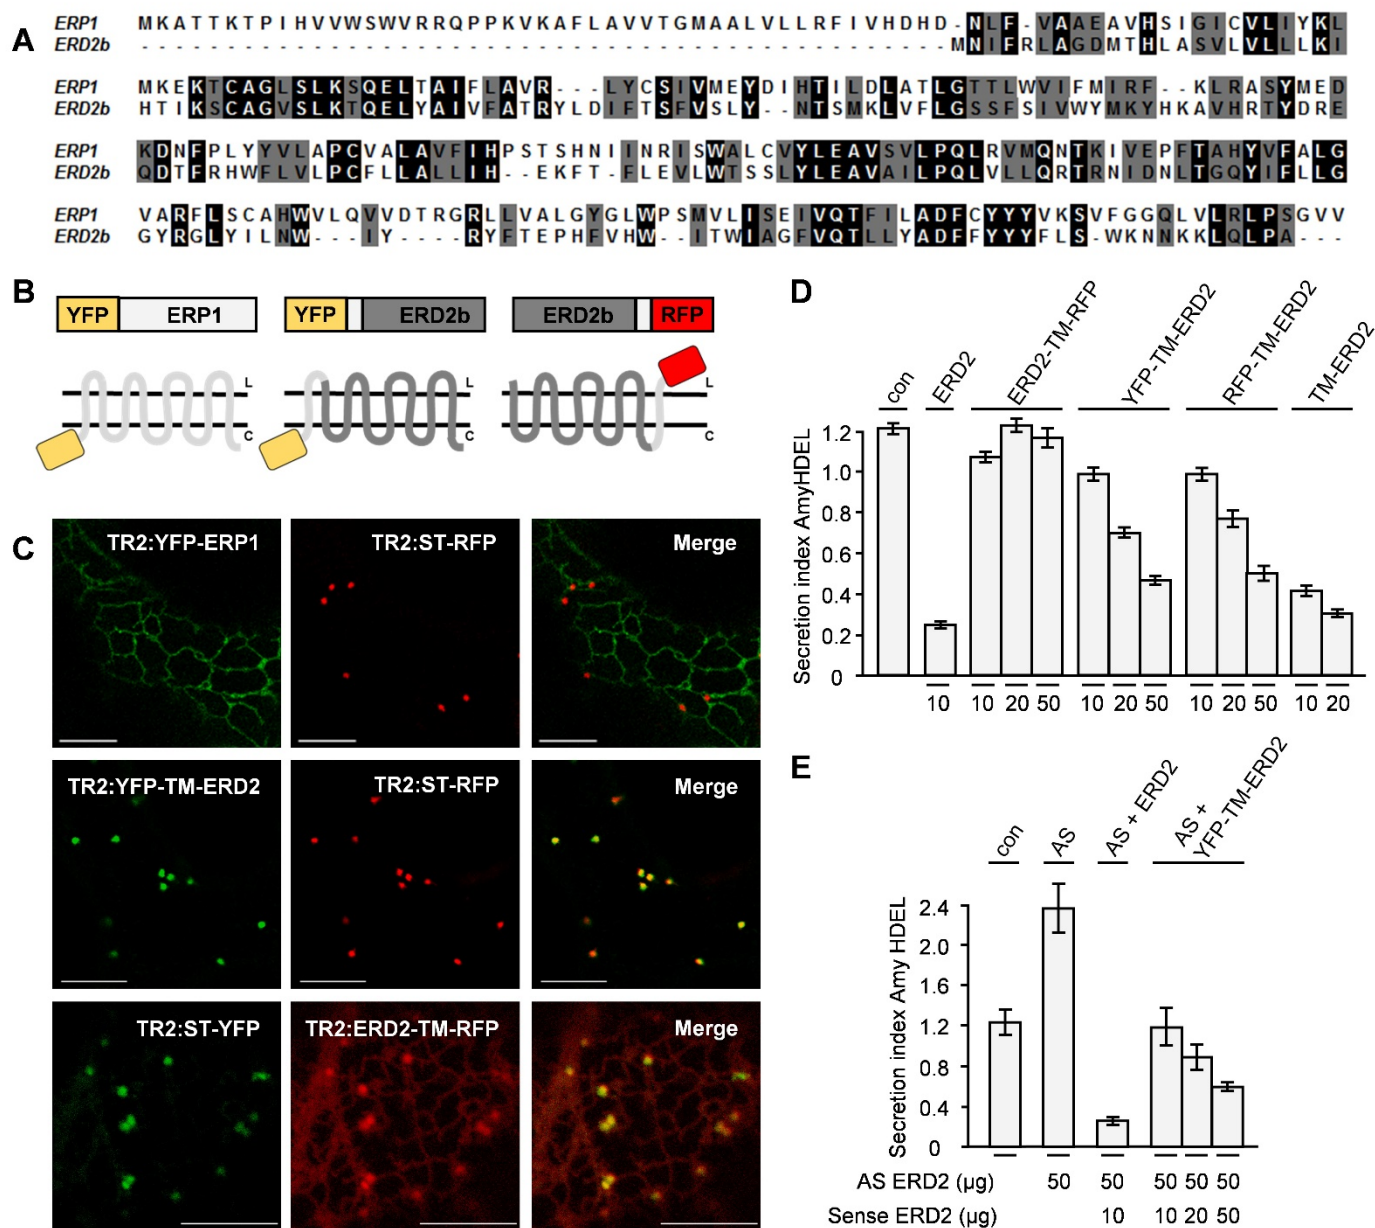 A
ERP1 MKATTKTPIHVVWSWVRRQPPKVKAFLAVVTGMAALVLLRFIVHDHD-NLF-VAAEAVHSIGICVLIYKL
ERD2b -----------------------------------------------MNIFRLAGDMTHLASVLVLLLKI
ERP1 MKEKTCAGLSLKSQELTAIFLAVR---LYCSIVMEYDIHTILDLATLGTTLWVIFMIRF--KLRASYMED
ERD2b HTIKSCAGVSLKTQELYAIVFATRYLDIFTSFVSLY--NTSMKLVFLGSSFSIVWYMKYHKAVHRTYDRE
ERP1 KDNFPLYYVLAPCVALAVFIHPSTSHNIINRISWALCVYLEAVSVLPQLRVMQNTKIVEPFTAHYVFALG
ERD2b QDTFRHWFLVLPCFLLALLIH--EKFT-FLEVLWTSSLYLEAVAILPQLVLLQRTRNIDNLTGQYIFLLG
ERP1 VARFLSCAHWVLQVVDTRGRLLVALGYGLWPSMVLISEIVQTFILADFCYYYVKSVFGGQLVLRLPSGVV
ERD2b GYRGLYILNW---IY----RYFTEPHFVHW--ITWIAGFVQTLLYADFFYYYFLS-WKNNKKLQLPA---
B
YFP ERP1 YFP ERD2b ERD2b RFP
L L L
C C C
C
TR2:YFP-ERP1 TR2:ST-RFP Merge
TR2:YFP-TM-ERD2 TR2:ST-RFP Merge
TR2:ST-YFP TR2:ERD2-TM-RFP Merge
D
con ERD2 ERD2-TM-RFP YFP-TM-ERD2 RFP-TM-ERD2 TM-ERD2
Secretion index AmyHDEL
1.2
1.0
0.8
0.6
0.4
0.2
0
10 10 20 50 10 20 50 10 20 50 10 20
E
con AS AS + ERD2 AS +
YFP-TM-ERD2
Secretion index Amy HDEL
2.4
2.0
1.6
1.2
0.8
0.4
0
AS ERD2 (µg) 50 50 50 50 50
Sense ERD2 (µg) 10 10 20 50